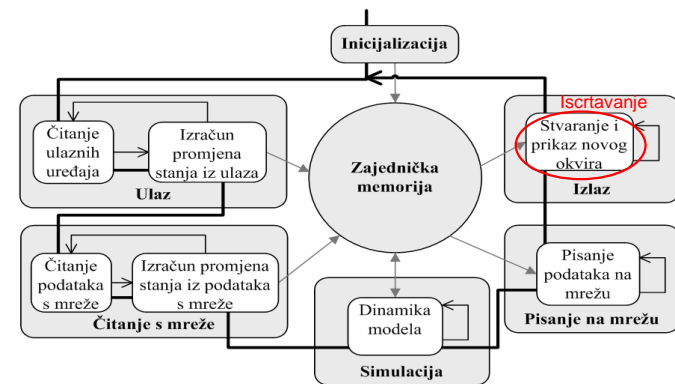 Inicijalizacija
Iscrtavanje
Čitanje
ulaznih
uređaja
Izračun
promjena
stanja iz ulaza
Ulaz
Zajednička
memorija
Stvaranje i
prikaz novog
okvira
Izlaz
Čitanje
podataka
s mreže
Izračun promjena
stanja iz podataka
s mreže
Čitanje s mreže
Dinamika
modela
Simulacija
Pisanje
podataka na
mrežu
Pisanje na mrežu